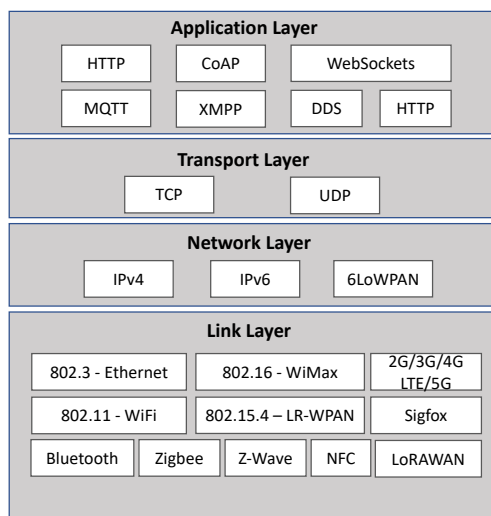 Application Layer
HTTP
CoAP
WebSockets
MQTT
XMPP
DDS
HTTP
Transport Layer
TCP
UDP
Network Layer
IPv4
IPv6
6LoWPAN
Link Layer
802.3 - Ethernet
802.16 - WiMax
2G/3G/4G
LTE/5G
802.11 - WiFi
802.15.4 – LR-WPAN
Sigfox
Bluetooth
Zigbee
Z-Wave
NFC
LoRAWAN